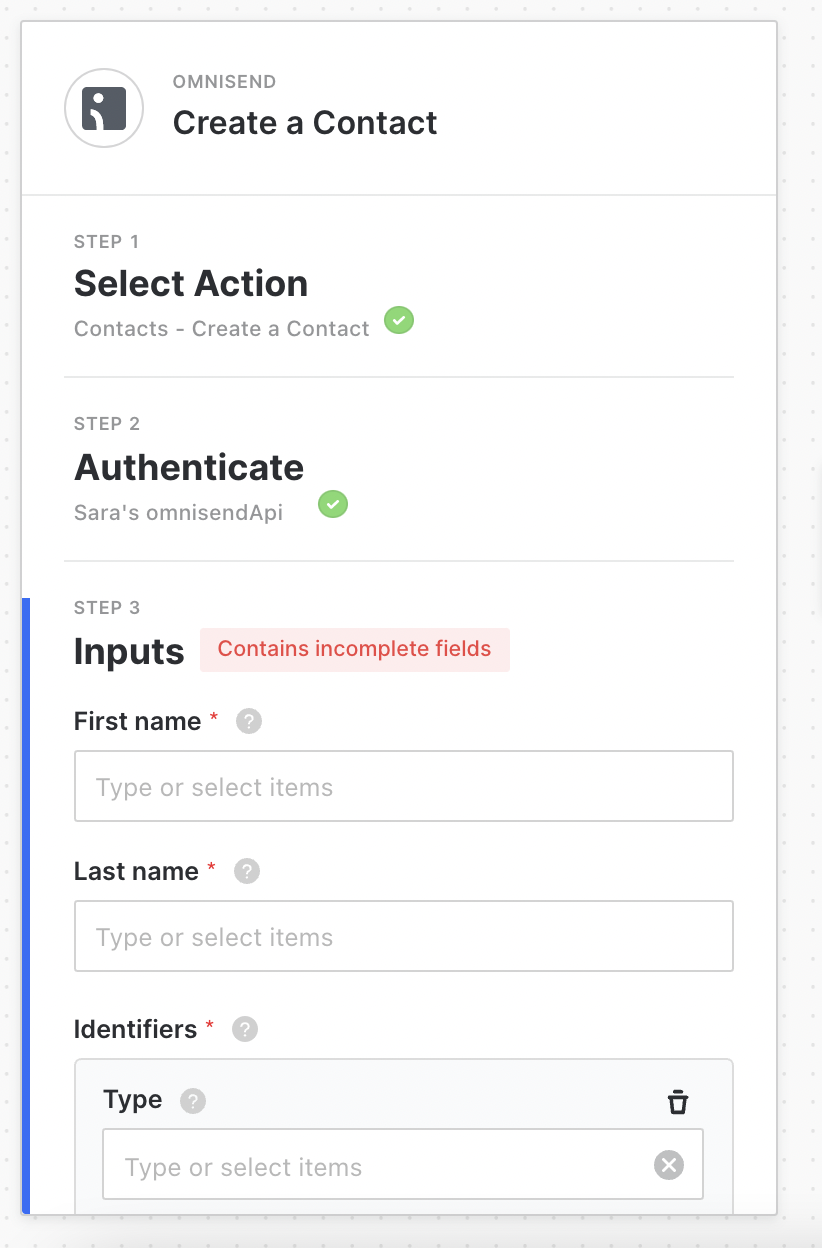 OMNISEND
Create a Contact
STEP 1
Select Action
Contacts - Create a Contact
STEP 2
Authenticate
Sara's omnisendApi
STEP 3
Inputs Contains incomplete fields
First name * ?
Type or select items
Last name * ?
Type or select items
Identifiers * ?
Type ?
Type or select items